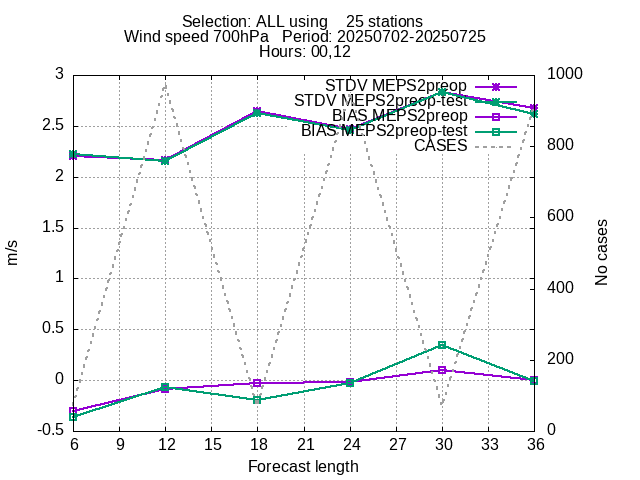 Selection: ALL using    25 stations
Wind speed 700hPa   Period: 20250702-20250725
Hours: 00,12
STDV MEPS2preop
STDV MEPS2preop-test
BIAS MEPS2preop
BIAS MEPS2preop-test
CASES
3
2.5
2
1.5
1
0.5
0
-0.5
m/s
1000
800
600
400
200
0
No cases
6 9 12 15 18 21 24 27 30 33 36
Forecast length